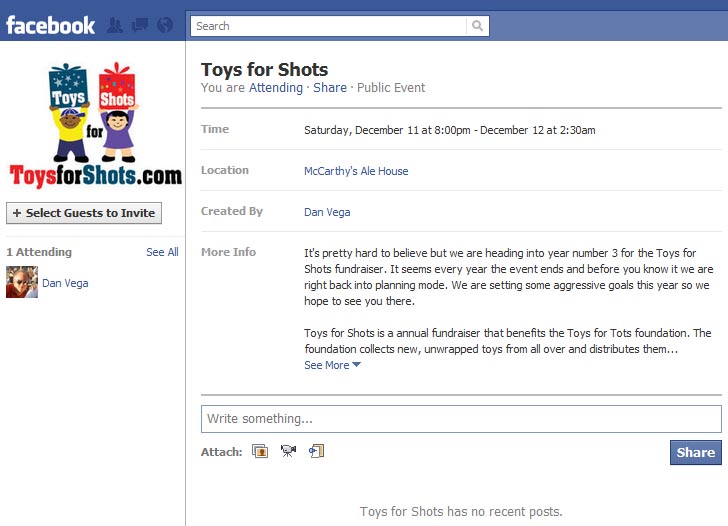 facebook
Search
Toys for Shots
You are Attending · Share · Public Event
Toys Shots
for
ToysforShots.com
+ Select Guests to Invite
1 Attending See All
Dan Vega
Time Saturday, December 11 at 8:00pm - December 12 at 2:30am
Location McCarthy's Ale House
Created By Dan Vega
More Info It's pretty hard to believe but we are heading into year number 3 for the Toys for
Shots fundraiser. It seems every year the event ends and before you know it we are
right back into planning mode. We are setting some aggressive goals this year so we
hope to see you there.
Toys for Shots is a annual fundraiser that benefits the Toys for Tots foundation. The
foundation collects new, unwrapped toys from all over and distributes them...
See More
Write something...
Attach:
Share
Toys for Shots has no recent posts.